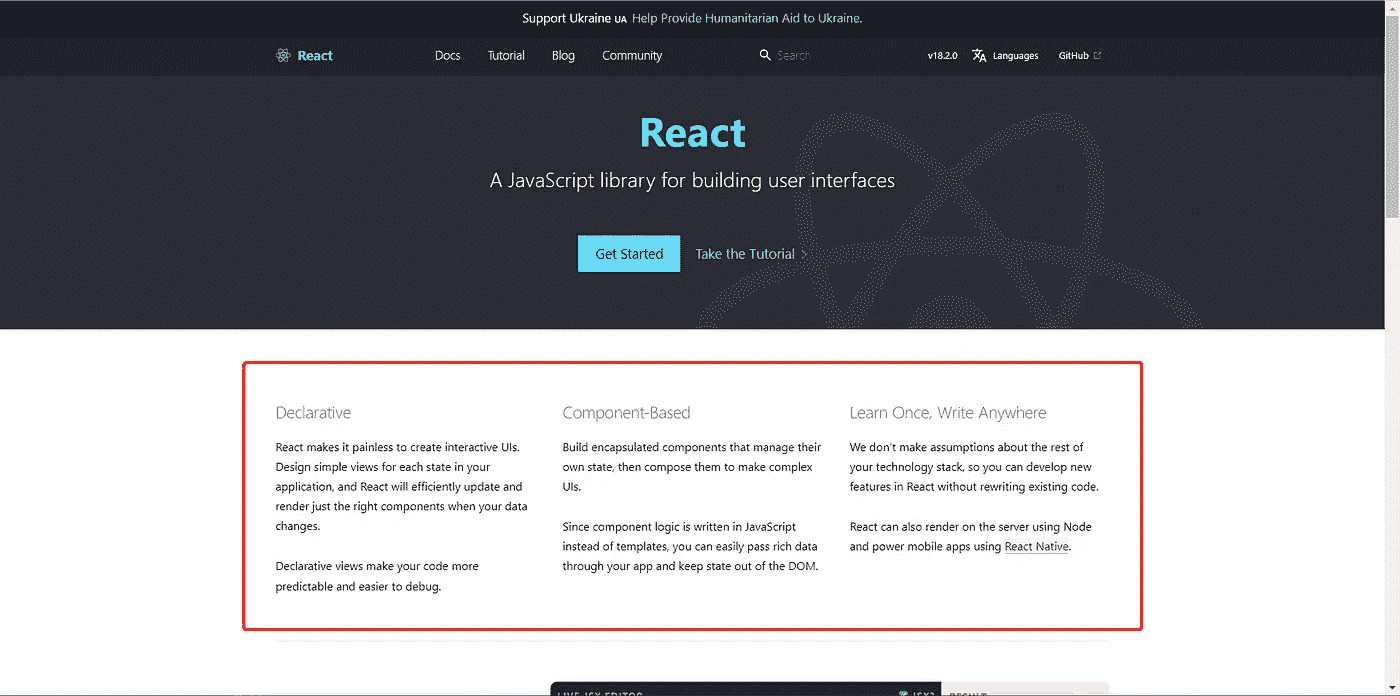 Support Ukraine UA Help Provide Humanitarian Aid to Ukraine.
React Docs Tutorial Blog Community Search v18.2.0 Languages GitHub
React
A JavaScript library for building user interfaces
Get Started Take the Tutorial
Declarative
React makes it painless to create interactive UIs.
Design simple views for each state in your
application, and React will efficiently update and
render just the right components when your data
changes.
Declarative views make your code more
predictable and easier to debug.
Component-Based
Build encapsulated components that manage their
own state, then compose them to make complex
UIs.
Since component logic is written in JavaScript
instead of templates, you can easily pass rich data
through your app and keep state out of the DOM.
Learn Once, Write Anywhere
We don't make assumptions about the rest of
your technology stack, so you can develop new
features in React without rewriting existing code.
React can also render on the server using Node
and power mobile apps using React Native.
LIVE JSX EDITOR JSX? RESULT